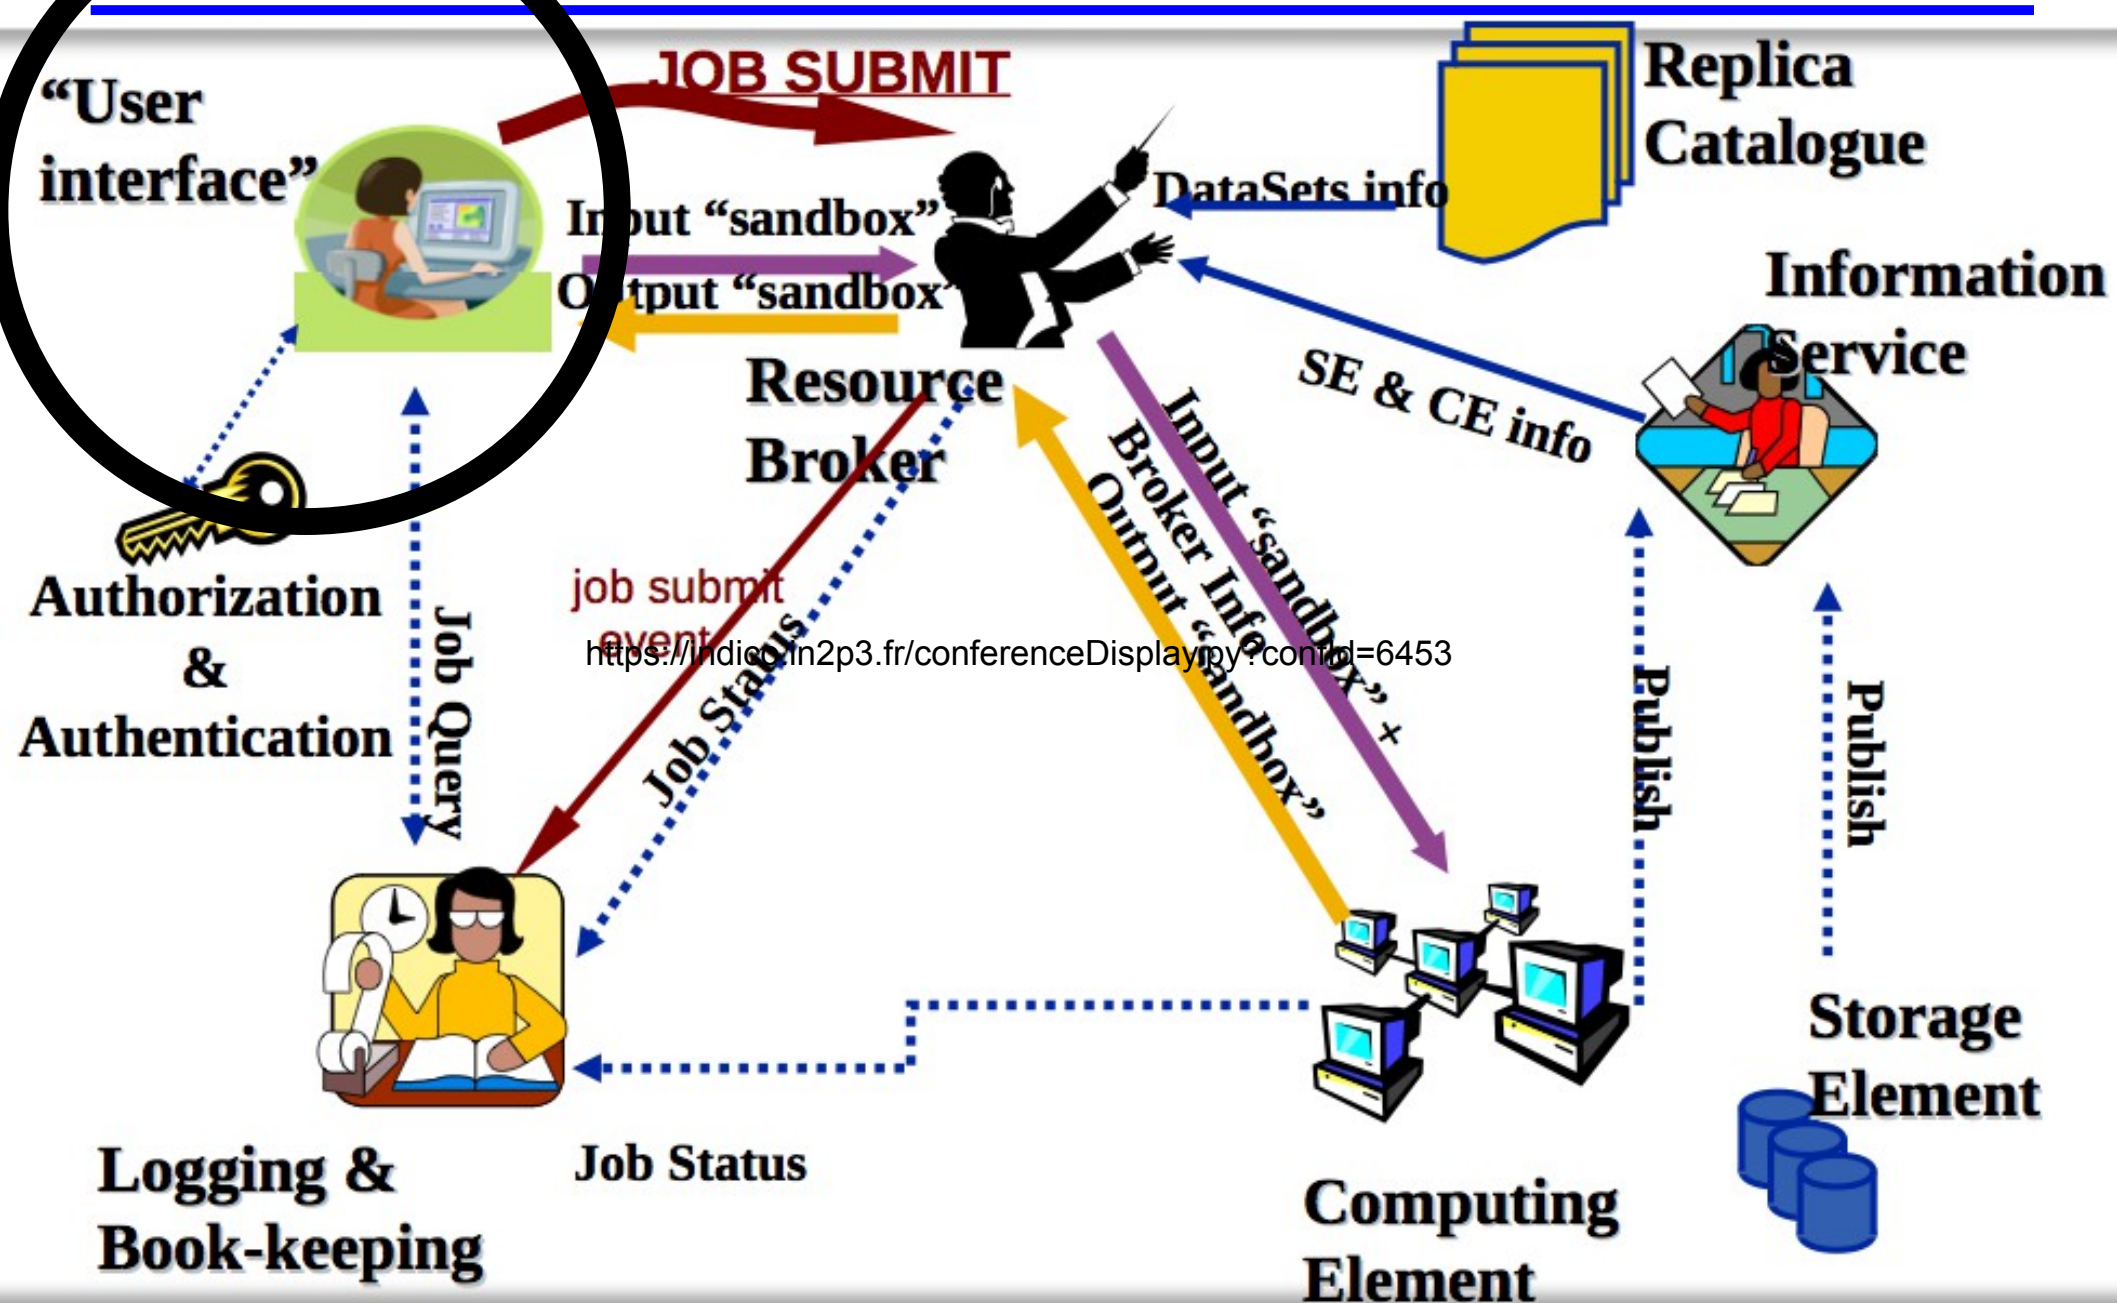 “User
interface”
JOB SUBMIT
Replica
Catalogue
DataSets info
Input “sandbox”
Output “sandbox”
Information
Service
Resource
Broker
SE & CE info
Input “sandbox” +
Broker Info
Output “sandbox”
Authorization
&
Authentication
Job Query
job submit
event
Job Status
https://indico.in2p3.fr/conferenceDisplay.py?confId=6453
Publish
Publish
Storage
Element
Logging &
Book-keeping
Job Status
Computing
Element